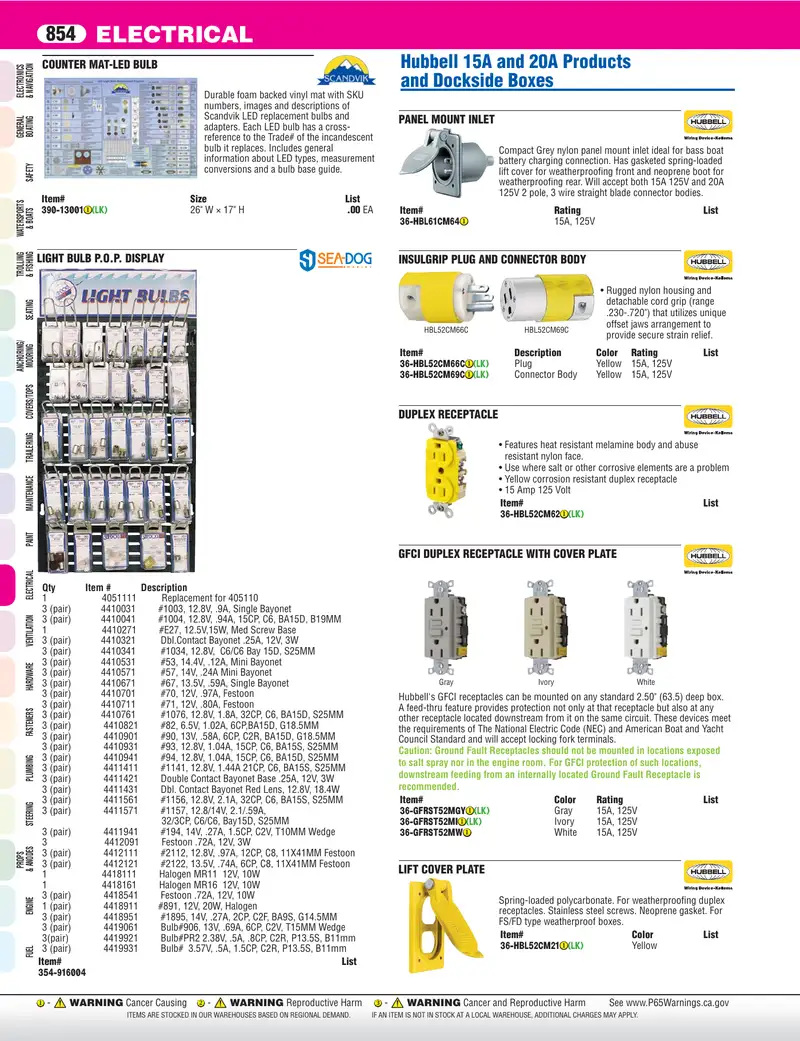 854 ELECTRICAL
ELECTRONICS & NAVIGATION
GENERAL BOATING
SAFETY
WATERSPORTS & BOATS
TROLLING & FISHING
SEATING
ANCHORING/ MOORING
COVERS/TOPS
TRAILERING
MAINTENANCE
PAINT
ELECTRICAL
VENTILATION
HARDWARE
FASTENERS
PLUMBING
STEERING
PROPS & ANODES
ENGINE
FUEL
COUNTER MAT-LED BULB
SCANDVIK
Durable foam backed vinyl mat with SKU
numbers, images and descriptions of
Scandvik LED replacement bulbs and
adapters. Each LED bulb has a cross-
reference to the Trade# of the incandescent
bulb it replaces. Includes general
information about LED types, measurement
conversions and a bulb base guide.
Item# Size List
390-13001 1 (LK) 26" W × 17" H .00 EA
LIGHT BULB P.O.P. DISPLAY
SEA-DOG
LIGHT BULBS
Qty Item # Description
1 4051111 Replacement for 405110
3 (pair) 4410031 #1003, 12.8V, .9A, Single Bayonet
3 (pair) 4410041 #1004, 12.8V, .94A, 15CP, C6, BA15D, B19MM
1 4410271 #E27, 12.5V,15W, Med Screw Base
3 (pair) 4410321 Dbl.Contact Bayonet .25A, 12V, 3W
3 (pair) 4410341 #1034, 12.8V, C6/C6 Bay 15D, S25MM
3 (pair) 4410531 #53, 14.4V, .12A, Mini Bayonet
3 (pair) 4410571 #57, 14V, .24A Mini Bayonet
3 (pair) 4410671 #67, 13.5V, .59A, Single Bayonet
3 (pair) 4410701 #70, 12V, .97A, Festoon
3 (pair) 4410711 #71, 12V, .80A, Festoon
3 (pair) 4410761 #1076, 12.8V, 1.8A, 32CP, C6, BA15D, S25MM
3 (pair) 4410821 #82, 6.5V, 1.02A, 6CP,BA15D, G18.5MM
3 (pair) 4410901 #90, 13V, .58A, 6CP, C2R, BA15D, G18.5MM
3 (pair) 4410931 #93, 12.8V, 1.04A, 15CP, C6, BA15S, S25MM
3 (pair) 4410941 #94, 12.8V, 1.04A, 15CP, C6, BA15D, S25MM
3 (pair) 4411411 #1141, 12.8V, 1.44A 21CP, C6, BA15S, S25MM
3 (pair) 4411421 Double Contact Bayonet Base .25A, 12V, 3W
3 (pair) 4411431 Dbl. Contact Bayonet Red Lens, 12.8V, 18.4W
3 (pair) 4411561 #1156, 12.8V, 2.1A, 32CP, C6, BA15S, S25MM
3 (pair) 4411571 #1157, 12.8/14V, 2.1/.59A,
32/3CP, C6/C6, Bay15D, S25MM
3 (pair) 4411941 #194, 14V, .27A, 1.5CP, C2V, T10MM Wedge
3 4412091 Festoon .72A, 12V, 3W
3 (pair) 4412111 #2112, 12.8V, .97A, 12CP, C8, 11X41MM Festoon
3 (pair) 4412121 #2122, 13.5V, .74A, 6CP, C8, 11X41MM Festoon
1 4418111 Halogen MR11 12V, 10W
1 4418161 Halogen MR16 12V, 10W
3 (pair) 4418541 Festoon .72A, 12V, 10W
1 (pair) 4418911 #891, 12V, 20W, Halogen
3 (pair) 4418951 #1895, 14V, .27A, 2CP, C2F, BA9S, G14.5MM
3 (pair) 4419061 Bulb#906, 13V, .69A, 6CP, C2V, T15MM Wedge
3(pair) 4419921 Bulb#PR2 2.38V, .5A, .8CP, C2R, P13.5S, B11mm
3 (pair) 4419931 Bulb# 3.57V, .5A, 1.5CP, C2R, P13.5S, B11mm
Item# List
354-916004
Hubbell 15A and 20A Products
and Dockside Boxes
PANEL MOUNT INLET
HUBBELL
Wiring Device-Kellems
Compact Grey nylon panel mount inlet ideal for bass boat
battery charging connection. Has gasketed spring-loaded
lift cover for weatherproofing front and neoprene boot for
weatherproofing rear. Will accept both 15A 125V and 20A
125V 2 pole, 3 wire straight blade connector bodies.
Item# Rating List
36-HBL61CM64 1 15A, 125V
INSULGRIP PLUG AND CONNECTOR BODY
HUBBELL
Wiring Device-Kellems
• Rugged nylon housing and
detachable cord grip (range
.230-.720") that utilizes unique
offset jaws arrangement to
provide secure strain relief.
HBL52CM66C HBL52CM69C
Item# Description Color Rating List
36-HBL52CM66C 1 (LK) Plug Yellow 15A, 125V
36-HBL52CM69C 1 (LK) Connector Body Yellow 15A, 125V
DUPLEX RECEPTACLE
HUBBELL
Wiring Device-Kellems
• Features heat resistant melamine body and abuse
resistant nylon face.
• Use where salt or other corrosive elements are a problem
• Yellow corrosion resistant duplex receptacle
• 15 Amp 125 Volt
Item# List
36-HBL52CM62 1 (LK)
GFCI DUPLEX RECEPTACLE WITH COVER PLATE
HUBBELL
Wiring Device-Kellems
Gray Ivory White
Hubbell's GFCI receptacles can be mounted on any standard 2.50" (63.5) deep box.
A feed-thru feature provides protection not only at that receptacle but also at any
other receptacle located downstream from it on the same circuit. These devices meet
the requirements of The National Electric Code (NEC) and American Boat and Yacht
Council Standard and will accept locking fork terminals.
Caution: Ground Fault Receptacles should not be mounted in locations exposed
to salt spray nor in the engine room. For GFCI protection of such locations,
downstream feeding from an internally located Ground Fault Receptacle is
recommended.
Item# Color Rating List
36-GFRST52MGY 1 (LK) Gray 15A, 125V
36-GFRST52MI 1 (LK) Ivory 15A, 125V
36-GFRST52MW 1 White 15A, 125V
LIFT COVER PLATE
HUBBELL
Wiring Device-Kellems
Spring-loaded polycarbonate. For weatherproofing duplex
receptacles. Stainless steel screws. Neoprene gasket. For
FS/FD type weatherproof boxes.
Item# Color List
36-HBL52CM21 1 (LK) Yellow
1 - WARNING Cancer Causing 2 - WARNING Reproductive Harm 3 - WARNING Cancer and Reproductive Harm See www.P65Warnings.ca.gov
ITEMS ARE STOCKED IN OUR WAREHOUSES BASED ON REGIONAL DEMAND. IF AN ITEM IS NOT IN STOCK AT A LOCAL WAREHOUSE, ADDITIONAL CHARGES MAY APPLY.